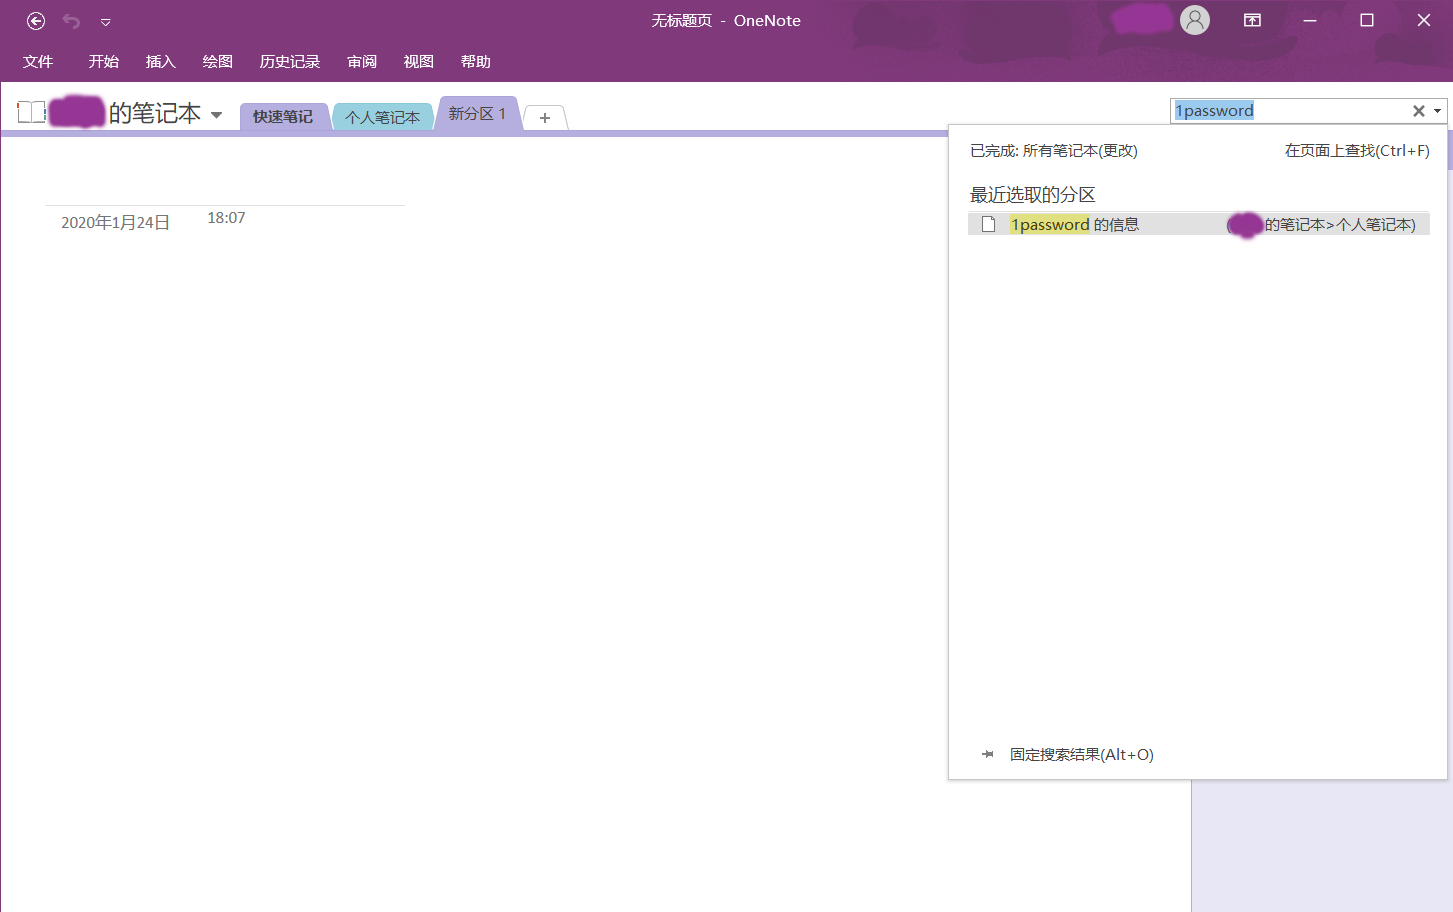 无标题页 - OneNote
文件 开始 插入 绘图 历史记录 审阅 视图 帮助
的笔记本 快速笔记 个人笔记本 新分区 1 +
1password
已完成: 所有笔记本(更改) 在页面上查找(Ctrl+F)
最近选取的分区
1password 的信息 ( 的笔记本>个人笔记本)
2020年1月24日 18:07
固定搜索结果(Alt+O)